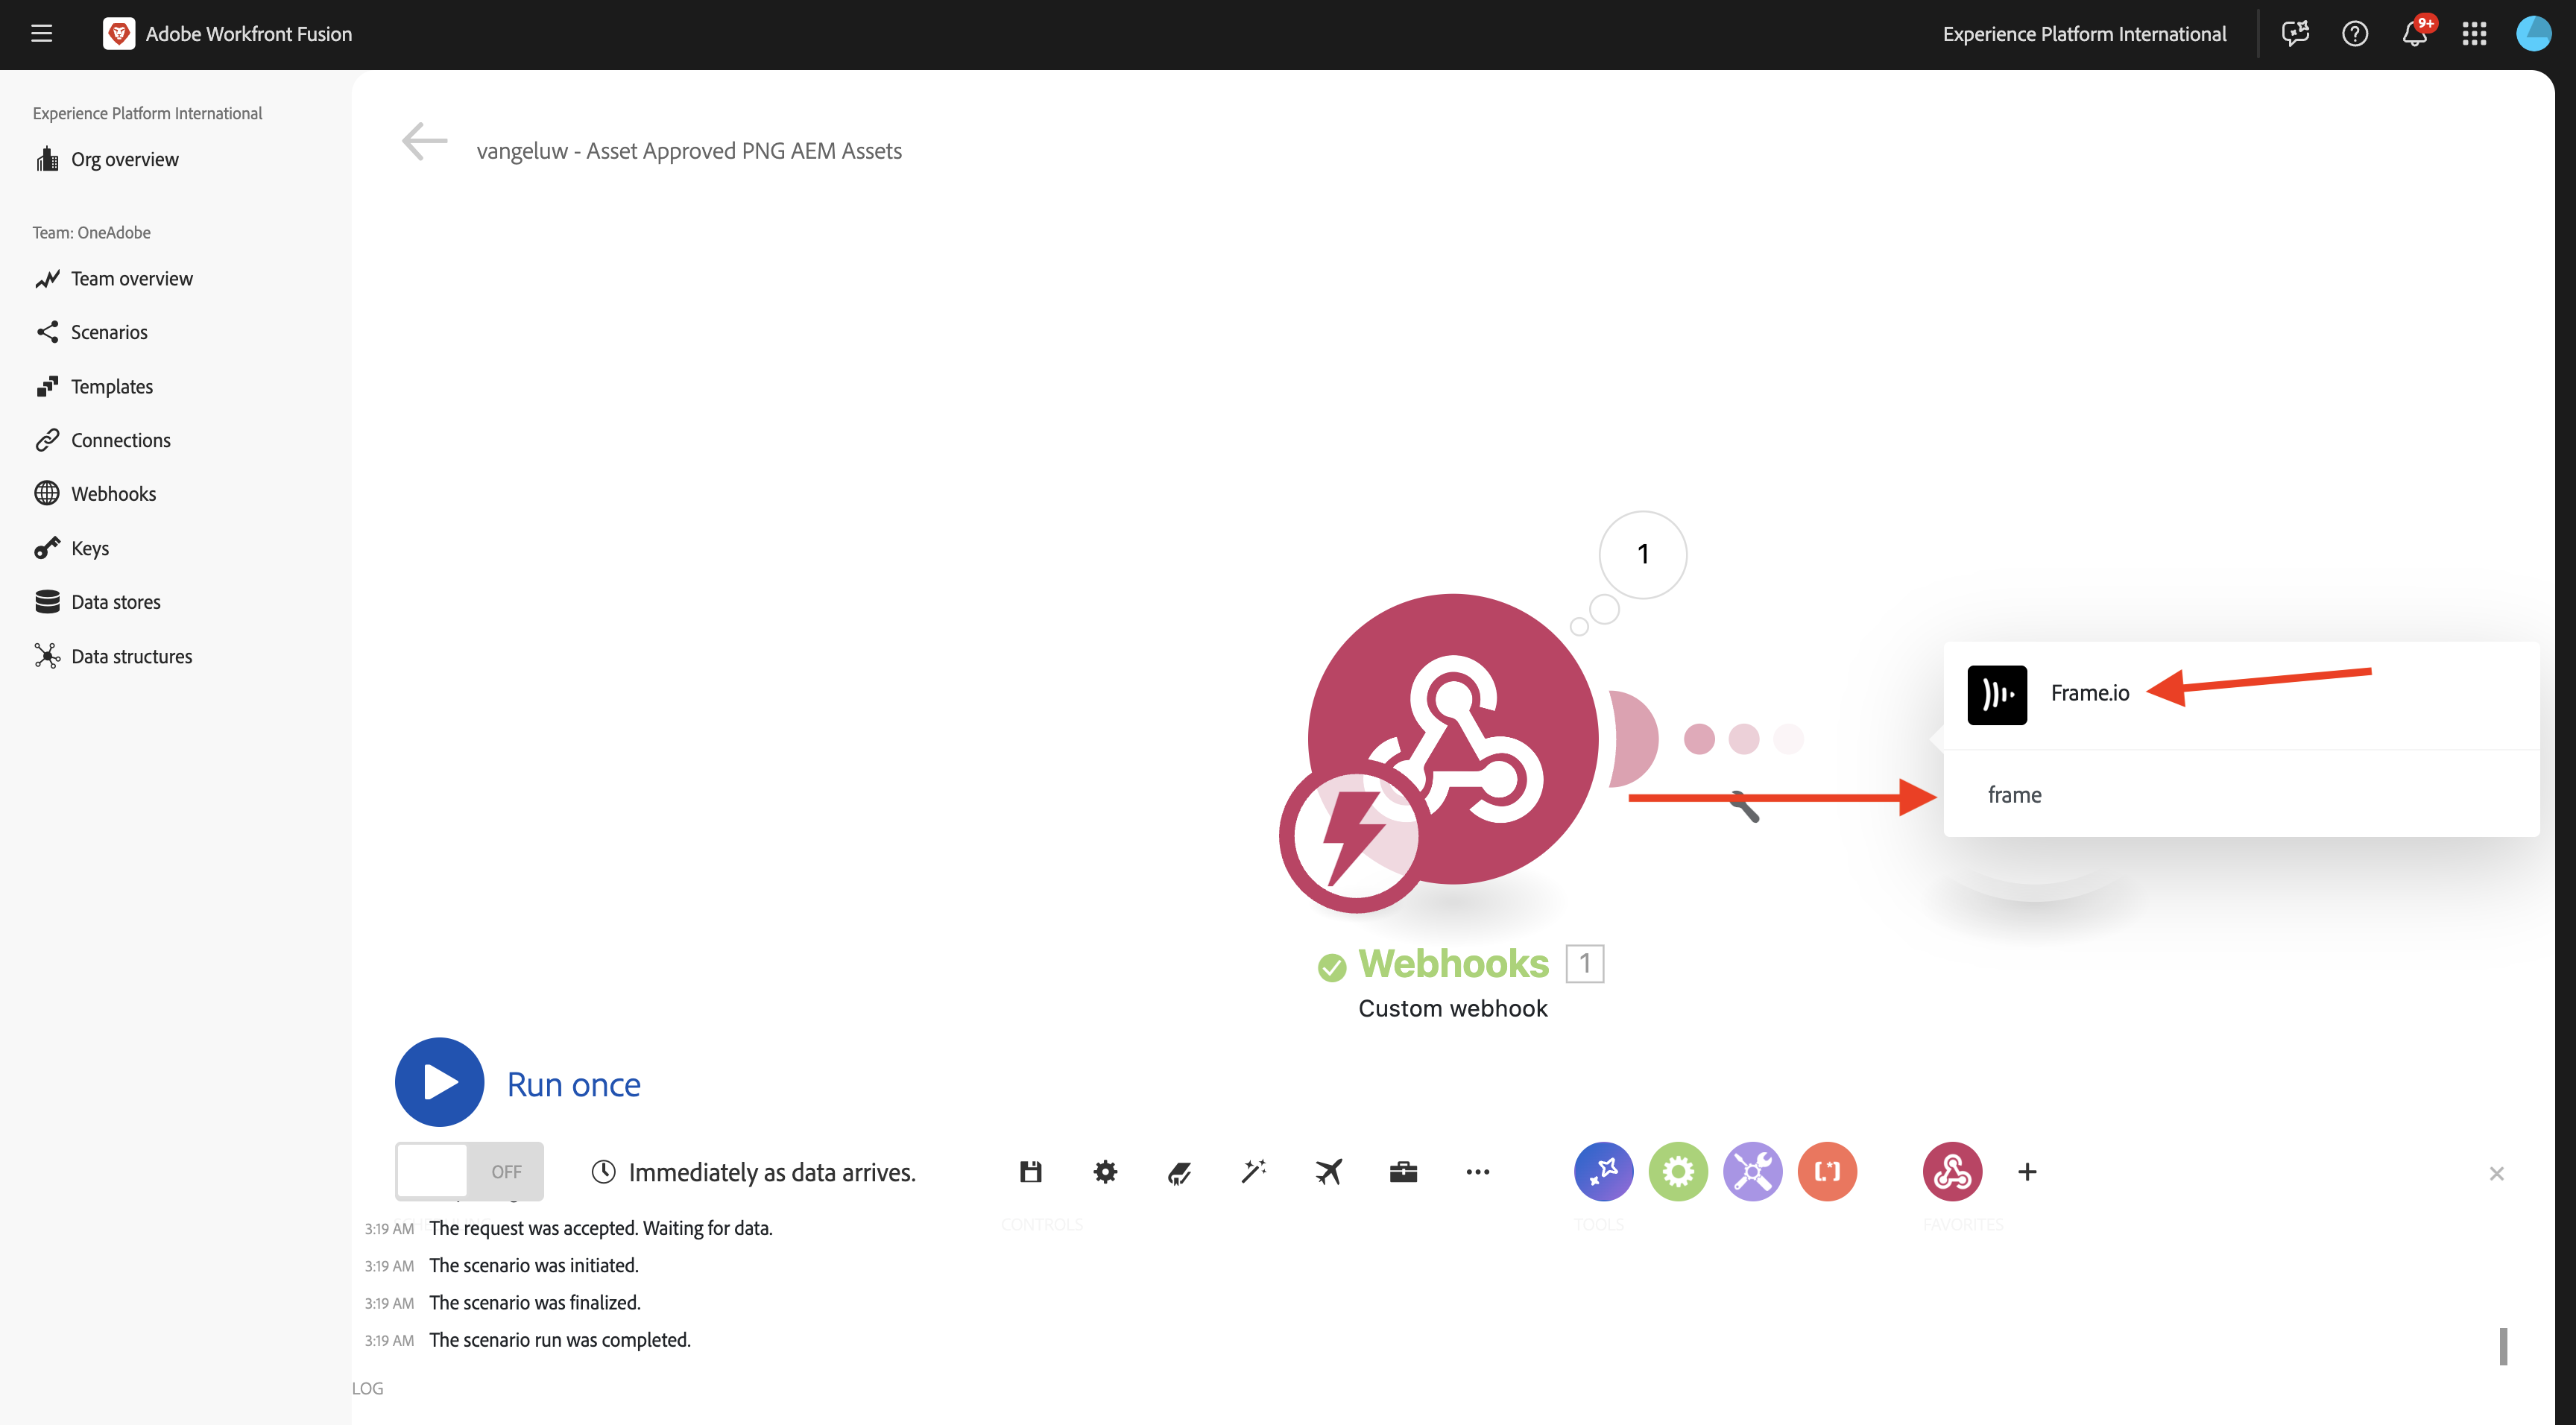 Adobe Workfront Fusion
Experience Platform International
9+
Experience Platform International
Org overview
Team: OneAdobe
Team overview
Scenarios
Templates
Connections
Webhooks
Keys
Data stores
Data structures
vangeluw - Asset Approved PNG AEM Assets
1
Frame.io
frame
Webhooks 1
Custom webhook
Run once
OFF
Immediately as data arrives.
CONTROLS
TOOLS
FAVORITES
3:19 AM The request was accepted. Waiting for data.
3:19 AM The scenario was initiated.
3:19 AM The scenario was finalized.
3:19 AM The scenario run was completed.
LOG